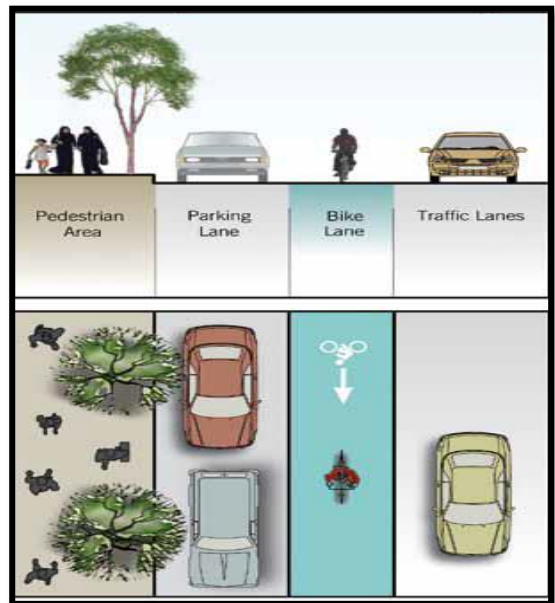 Pedestrian
Area
Parking
Lane
Bike
Lane
Traffic Lanes